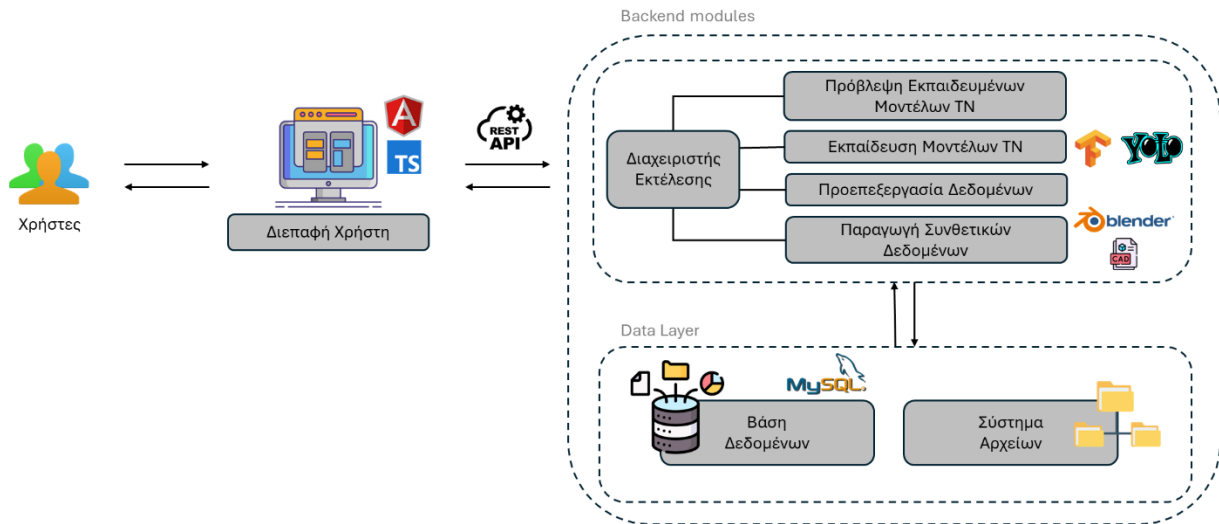 Backend modules
Πρόβλεψη Εκπαιδευμένων
Μοντέλων ΤΝ
REST
API
A
TS
Διαχειριστής
Εκτέλεσης
Εκπαίδευση Μοντέλων ΤΝ
YOLO
Προεπεξεργασία Δεδομένων
Χρήστες
Διεπαφή Χρήστη
Παραγωγή Συνθετικών
Δεδομένων
blender
CAD
Data Layer
MySQL
Βάση
Δεδομένων
Σύστημα
Αρχείων